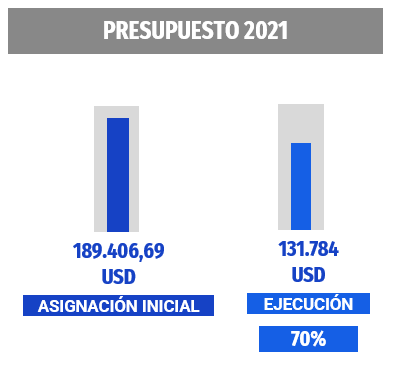 PRESUPUESTO 2021
189.406,69
USD
ASIGNACIÓN INICIAL
131.784
USD
EJECUCIÓN
70%